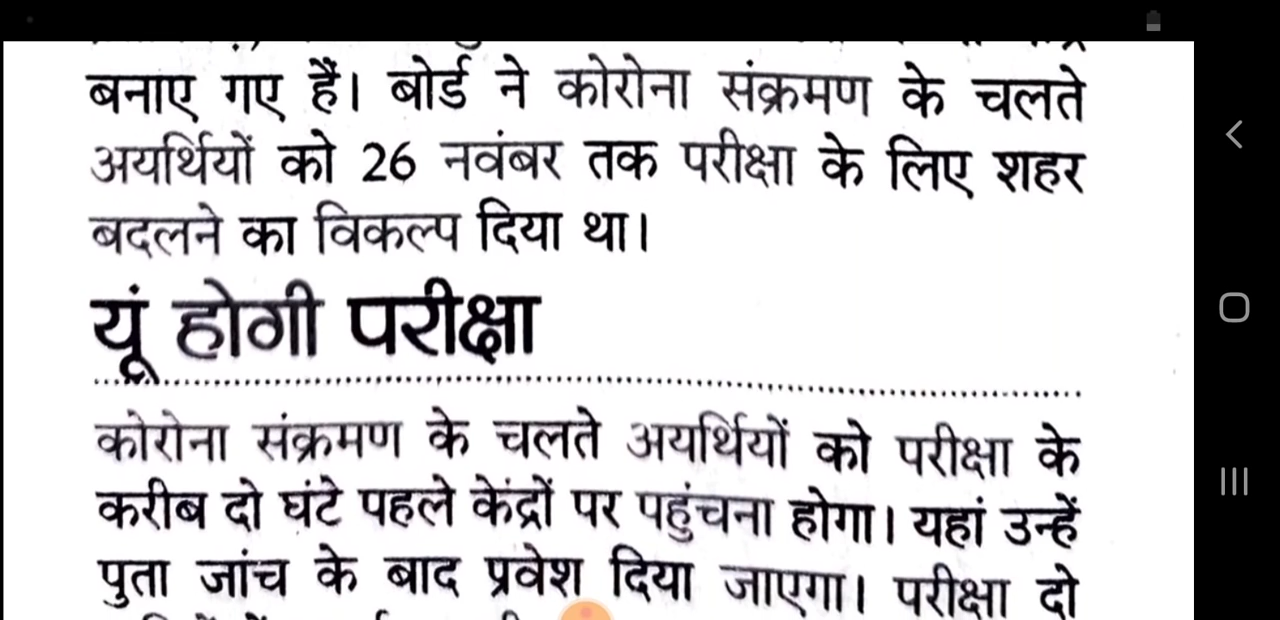 बनाए गए हैं। बोर्ड ने कोरोना संक्रमण के चलते
अयर्थियों को 26 नवंबर तक परीक्षा के लिए शहर
बदलने का विकल्प दिया था।
यूं होगी परीक्षा
कोरोना संक्रमण के चलते अयर्थियों को परीक्षा के
करीब दो घंटे पहले केंद्रों पर पहुंचना होगा। यहां उन्हें
पुता जांच के बाद प्रवेश दिया जाएगा। परीक्षा दो